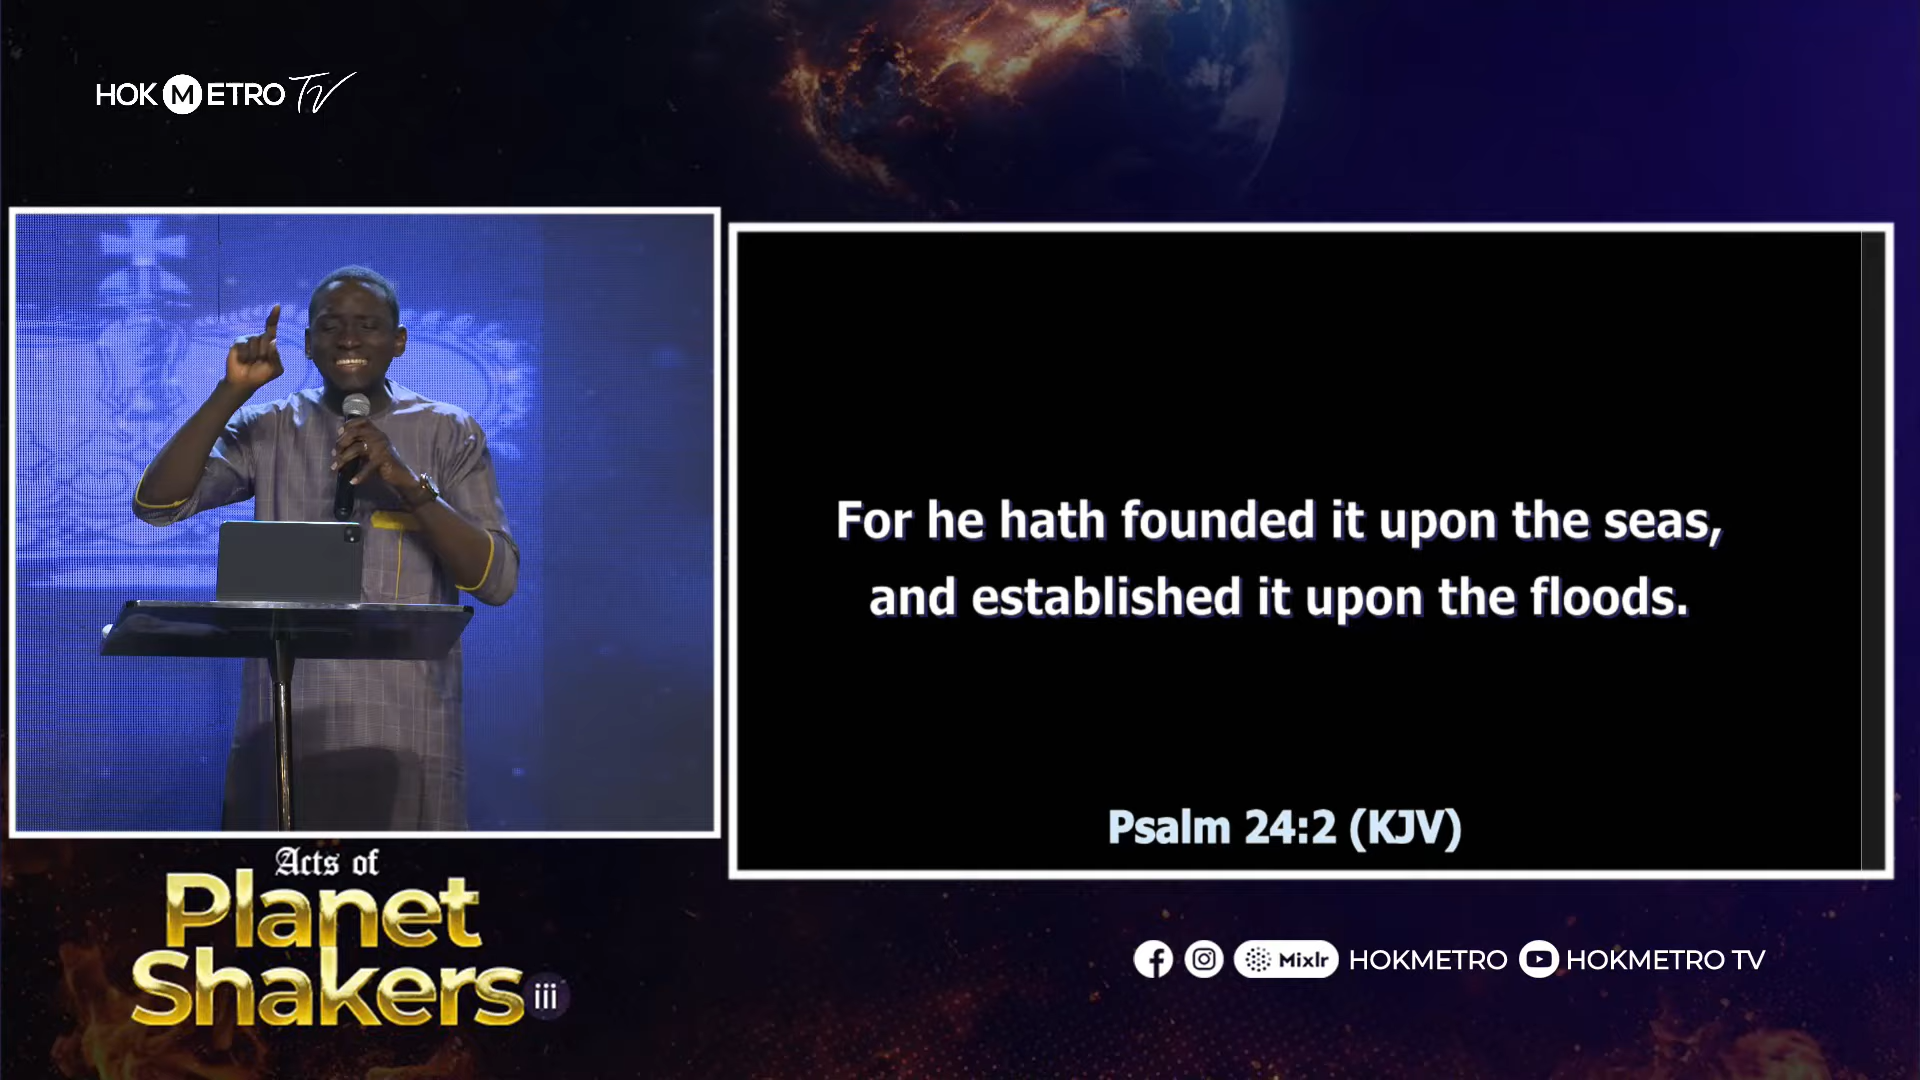 HOK METRO TV
For he hath founded it upon the seas,
and established it upon the floods.
Psalm 24:2 (KJV)
Acts of
Planet
Shakers iii
Mixlr HOKMETRO HOKMETRO TV